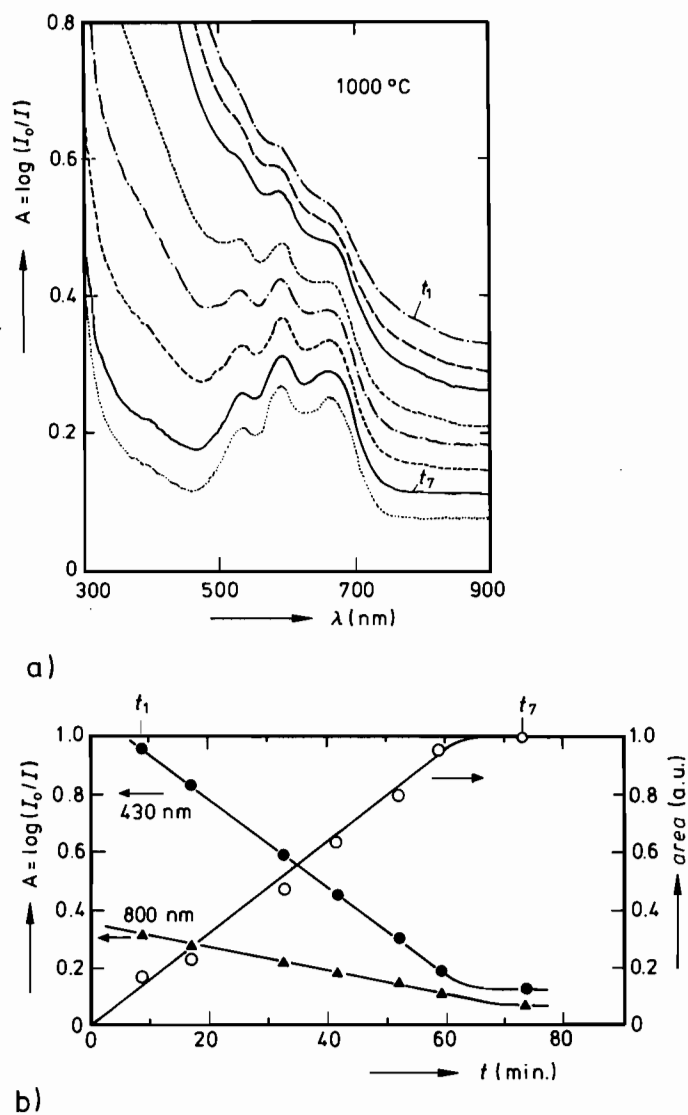 0.8
0.6
0.4
0.2
0
A = log (I₀/I)
1000 °C
t₁
t₇
300
500
700
900
λ (nm)
a)
t₁
t₇
1.0
0.8
0.6
0.4
0.2
0
A = log(I₀/I)
430 nm
800 nm
1.0
0.8
0.6
0.4
0.2
0
area (a.u.)
0
20
40
60
80
t (min.)
b)